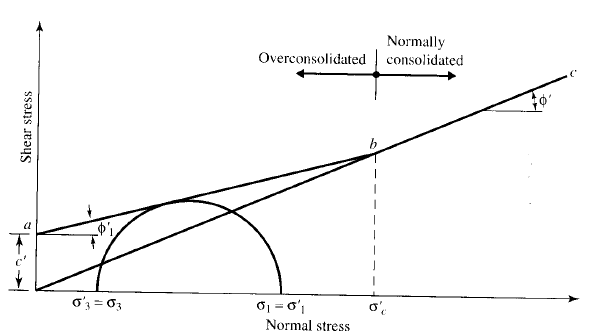 Normally
Overconsolidated
consolidated
c
ϕ′
Shear stress
b
a
ϕ′₁
c′
σ′₃ = σ₃
σ₁ = σ′₁
σ′c
Normal stress